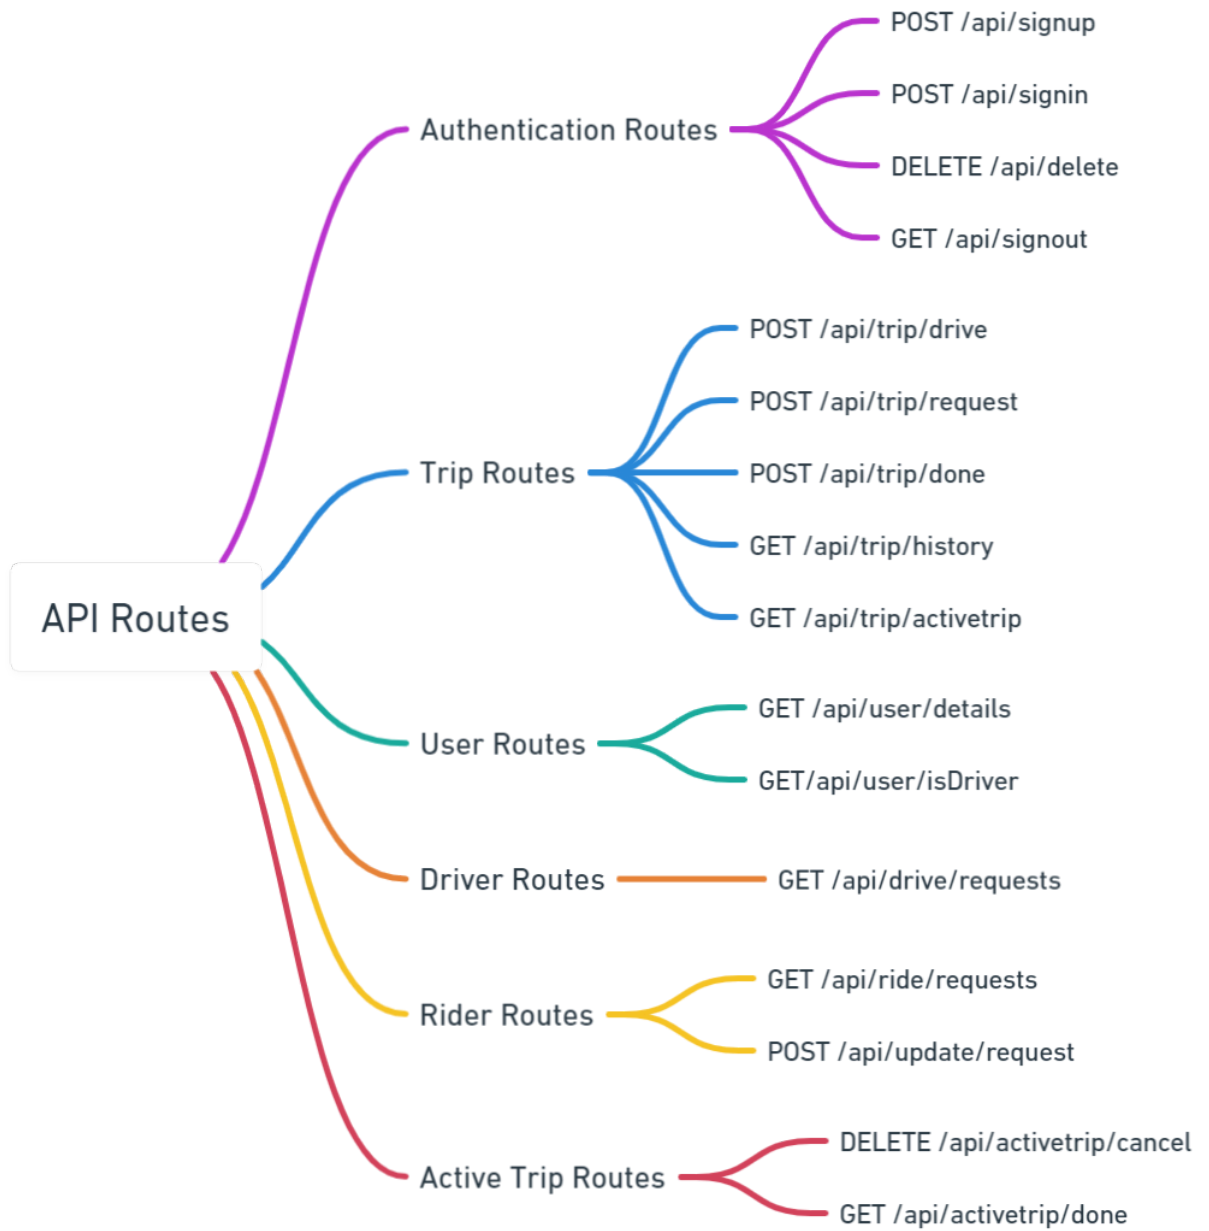 API Routes
Authentication Routes
POST /api/signup
POST /api/signin
DELETE /api/delete
GET /api/signout
Trip Routes
POST /api/trip/drive
POST /api/trip/request
POST /api/trip/done
GET /api/trip/history
GET /api/trip/activetrip
User Routes
GET /api/user/details
GET/api/user/isDriver
Driver Routes
GET /api/drive/requests
Rider Routes
GET /api/ride/requests
POST /api/update/request
Active Trip Routes
DELETE /api/activetrip/cancel
GET /api/activetrip/done